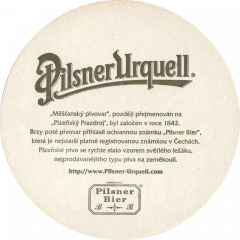 Pilsner Urquell.
"Měšťanský pivovar", později přejmenován na
„Plzeňský Prazdroj", byl založen v roce 1842.
Brzy poté pivovar přihlásil ochrannou známku „Pilsner Bier",
která je nejstarší platně registrovanou známkou v Čechách.
Plzeňské pivo se rychle stalo vzorem světlého ležáku,
nejprodávanějšího typu piva na zeměkouli.
http://www.Pilsner-Urquell.com
Pilsner
Bier
B B